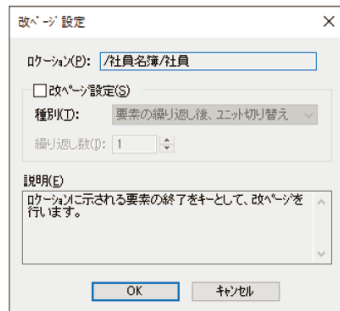 改ページ 設定
ロケーション(P): /社員名簿/社員
改ページ設定(S)
種別(T): 要素の繰り返し後、ユニット切り替え
繰り返し数(I): 1
説明(E)
ロケーションに示される要素の終了をキーとして、改ページを
行います。
OK キャンセル